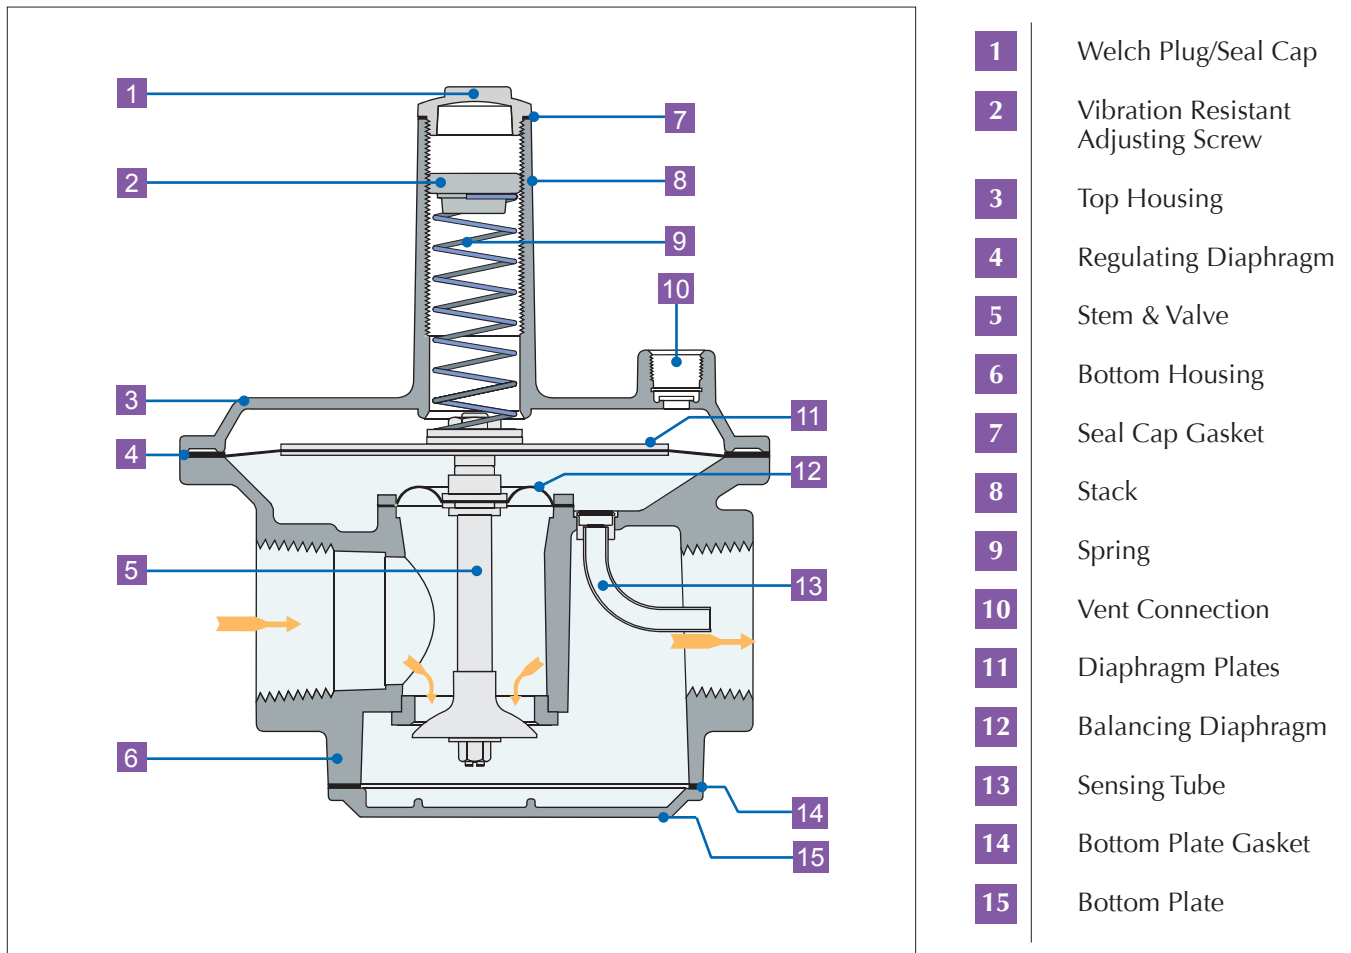 1
2
3
4
5
6
7
8
9
10
11
12
13
14
15
1 Welch Plug/Seal Cap
2 Vibration Resistant
Adjusting Screw
3 Top Housing
4 Regulating Diaphragm
5 Stem & Valve
6 Bottom Housing
7 Seal Cap Gasket
8 Stack
9 Spring
10 Vent Connection
11 Diaphragm Plates
12 Balancing Diaphragm
13 Sensing Tube
14 Bottom Plate Gasket
15 Bottom Plate